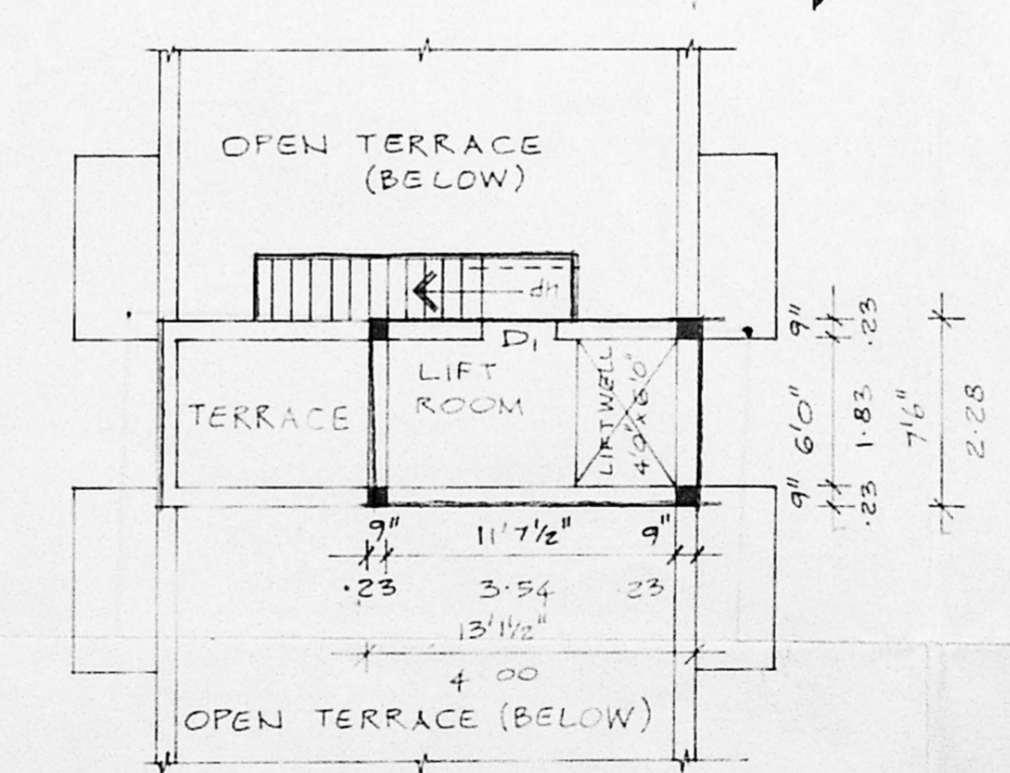 OPEN TERRACE
(BELOW)
dn
D1
LIFT
ROOM
TERRACE
LIFT WELL
4'0"X6'0"
9"
6'0"
9"
.23
1.83
.23
7'6"
2.28
9" 11'7½" 9"
.23 3.54 .23
13'1½"
4.00
OPEN TERRACE (BELOW)